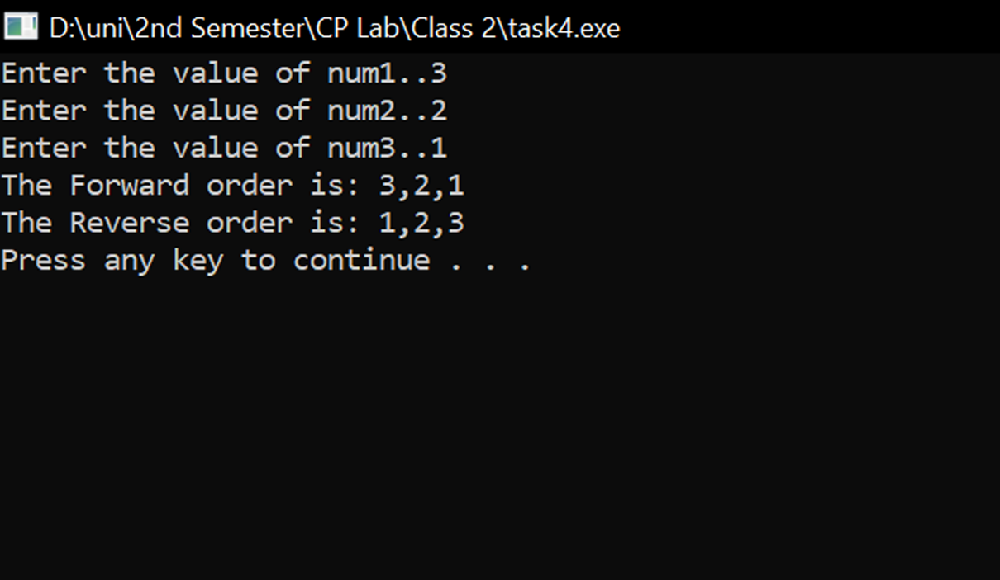 D:\uni\2nd Semester\CP Lab\Class 2\task4.exe
Enter the value of num1..3
Enter the value of num2..2
Enter the value of num3..1
The Forward order is: 3,2,1
The Reverse order is: 1,2,3
Press any key to continue . . .